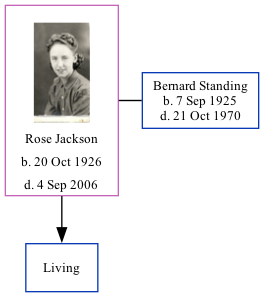 Rose Jackson
b. 20 Oct 1926
d. 4 Sep 2006
Bernard Standing
b. 7 Sep 1925
d. 21 Oct 1970
Living